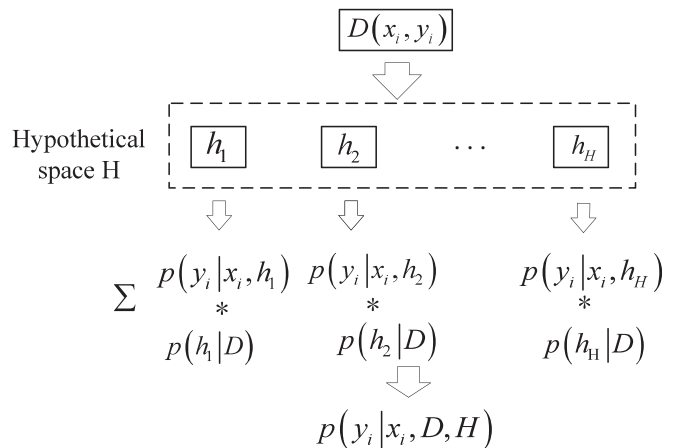 D(x_i, y_i)
Hypothetical
space H
h_1 h_2 ··· h_H
∑ p(y_i|x_i, h_1) p(y_i|x_i, h_2) p(y_i|x_i, h_H)
* * *
p(h_1|D) p(h_2|D) p(h_H|D)
p(y_i|x_i, D, H)